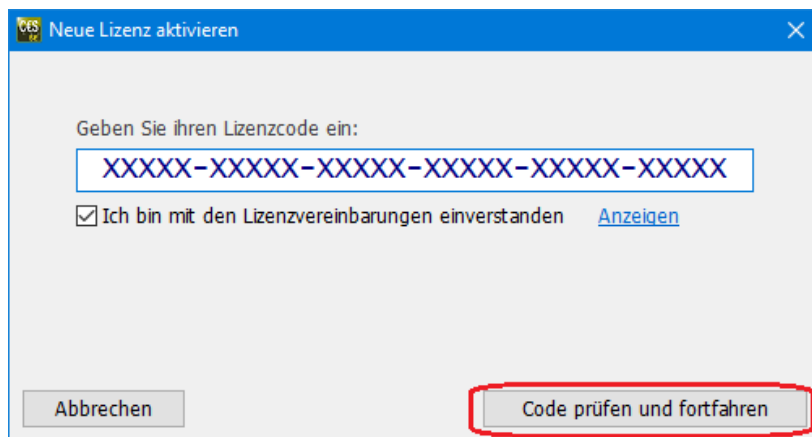 CES
Neue Lizenz aktivieren
Geben Sie ihren Lizenzcode ein:
XXXXX-XXXXX-XXXXX-XXXXX-XXXXX-XXXXX
Ich bin mit den Lizenzvereinbarungen einverstanden Anzeigen
Abbrechen Code prüfen und fortfahren